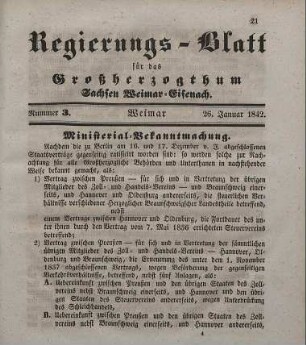 21
Regierungs-Blatt
für das
Großherzogthum
Sachsen Weimar-Eisenach.
Nummer 3. Weimar 26. Januar 1842.
Ministerial-Bekanntmachung.
Nachdem die zu Berlin am 16. und 17. Dezember v. J. abgeschlossenen
Staatsverträge gegenseitig ratifizirt worden sind: so werden solche zur Nach-
achtung für alle Großherzogliche Behörden und Unterthanen in nachstehender
Weise bekannt gemacht, als:
1) Vertrag zwischen Preußen — für sich und in Vertretung der übrigen
Mitglieder des Zoll- und Handels-Vereins — und Braunschweig einer-
seits, und Hannover und Oldenburg andererseits, die steuerlichen Ver-
hältnisse verschiedener Herzoglich Braunschweigischer Landestheile betreffend,
nebst
einem Vertrage zwischen Hannover und Oldenburg, die Fortdauer des un-
ter ihnen durch den Vertrag vom 7. Mai 1836 errichteten Steuervereins
betreffend;
2) Vertrag zwischen Preußen — für sich und in Vertretung der sämmtlichen
übrigen Mitglieder des Zoll- und Handels-Vereins — Hannover, Ol-
denburg und Braunschweig, die Erneuerung des unter dem 1. November
1837 abgeschlossenen Vertrags, wegen Beförderung der gegenseitigen
Verkehrsverhältnisse, betreffend, nebst fünf Anlagen, als:
A. Uebereinkunft zwischen Preußen und den übrigen Staaten des Zoll-
vereins nebst Braunschweig einerseits, und Hannover und den übrigen
Staaten des Steuervereins andererseits, wegen Unterdrückung
des Schleichhandels,
B. Uebereinkunft zwischen Preußen und den übrigen Staaten des Zoll-
vereins nebst Braunschweig einerseits, und Hannover andererseits,
4